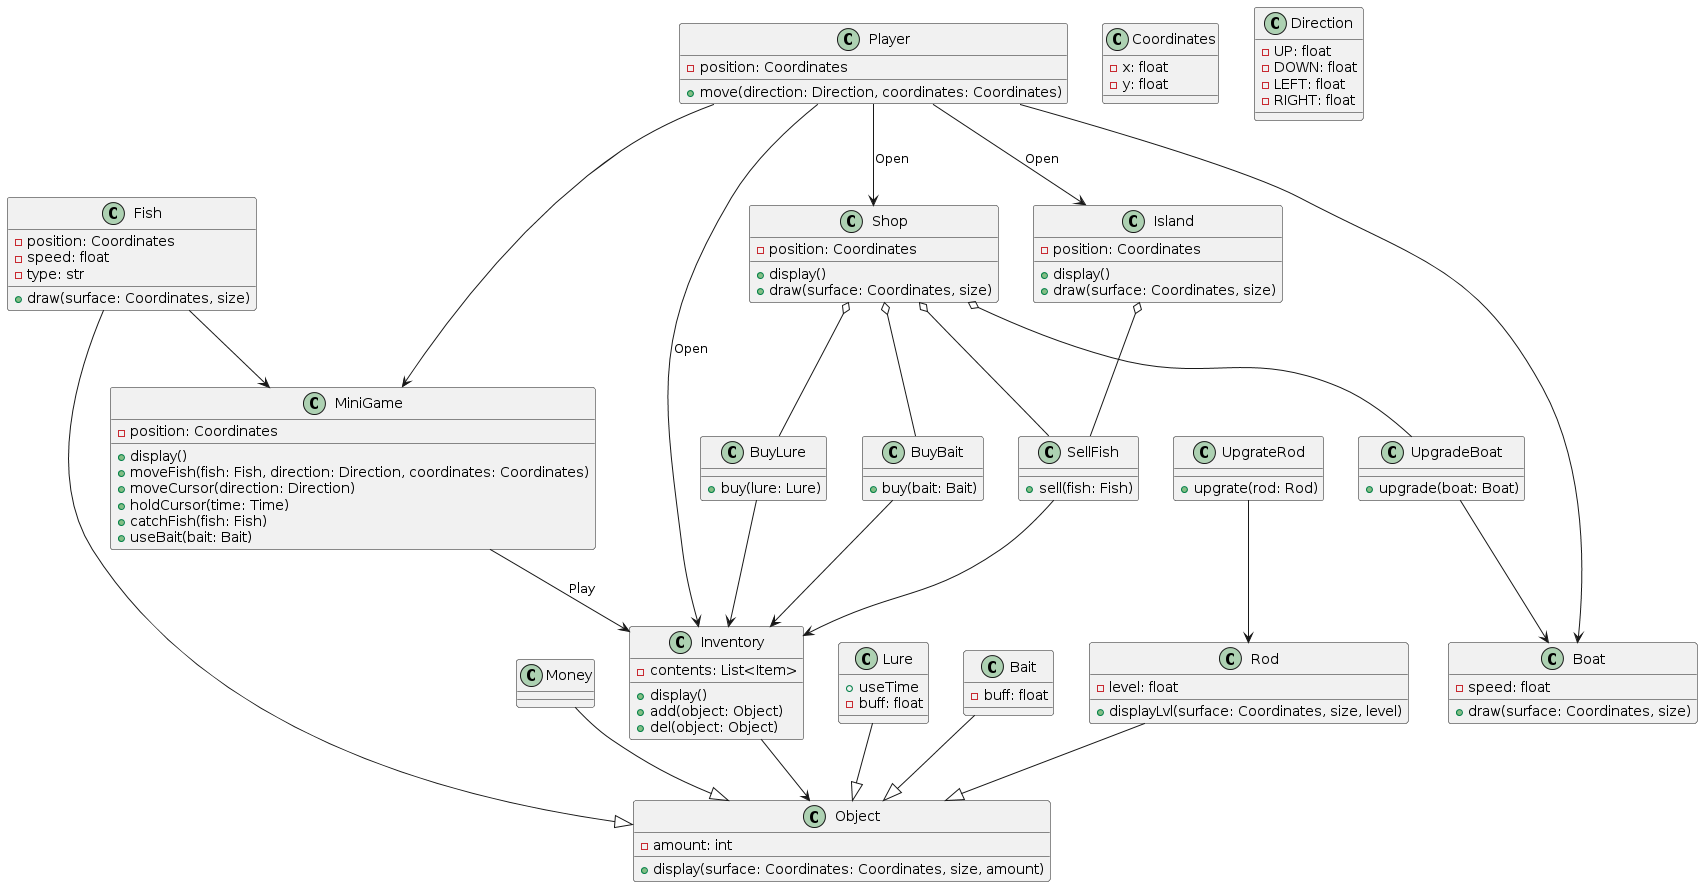 Player
position: Coordinates
move(direction: Direction, coordinates: Coordinates)
Coordinates
x: float
y: float
Direction
UP: float
DOWN: float
LEFT: float
RIGHT: float
Open
Open
Fish
position: Coordinates
speed: float
type: str
draw(surface: Coordinates, size)
Shop
position: Coordinates
display()
draw(surface: Coordinates, size)
Island
position: Coordinates
display()
draw(surface: Coordinates, size)
Open
MiniGame
position: Coordinates
display()
moveFish(fish: Fish, direction: Direction, coordinates: Coordinates)
moveCursor(direction: Direction)
holdCursor(time: Time)
catchFish(fish: Fish)
useBait(bait: Bait)
BuyLure
buy(lure: Lure)
BuyBait
buy(bait: Bait)
SellFish
sell(fish: Fish)
UpgrateRod
upgrate(rod: Rod)
UpgradeBoat
upgrade(boat: Boat)
Play
Money
Inventory
contents: List<Item>
display()
add(object: Object)
del(object: Object)
Lure
useTime
buff: float
Bait
buff: float
Rod
level: float
displayLvl(surface: Coordinates, size, level)
Boat
speed: float
draw(surface: Coordinates, size)
Object
amount: int
display(surface: Coordinates: Coordinates, size, amount)